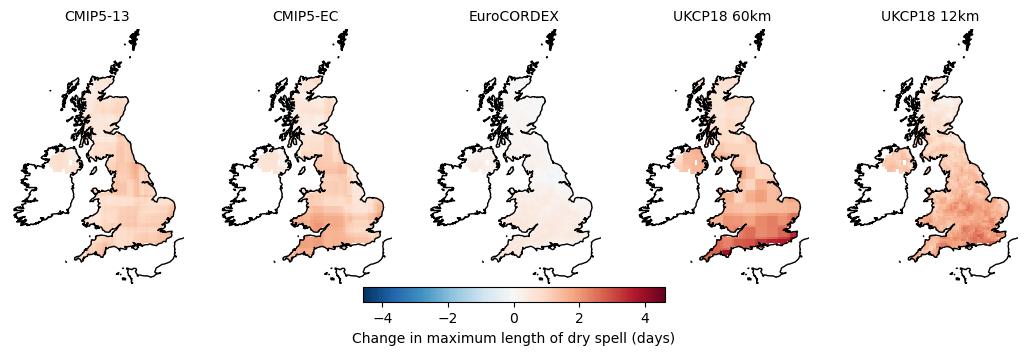 CMIP5-13 CMIP5-EC EuroCORDEX UKCP18 60km UKCP18 12km
−4 −2 0 2 4
Change in maximum length of dry spell (days)